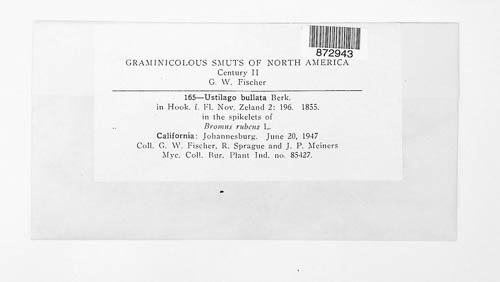 872943
GRAMINICOLOUS SMUTS OF NORTH AMERICA
Century II
G. W. Fischer
165—Ustilago bullata Berk.
in Hook. f. Fl. Nov. Zeland 2: 196. 1855.
in the spikelets of
Bromus rubens L.
California: Johannesburg. June 20, 1947
Coll. G. W. Fischer, R. Sprague and J. P. Meiners
Myc. Coll. Bur. Plant Ind. no. 85427.